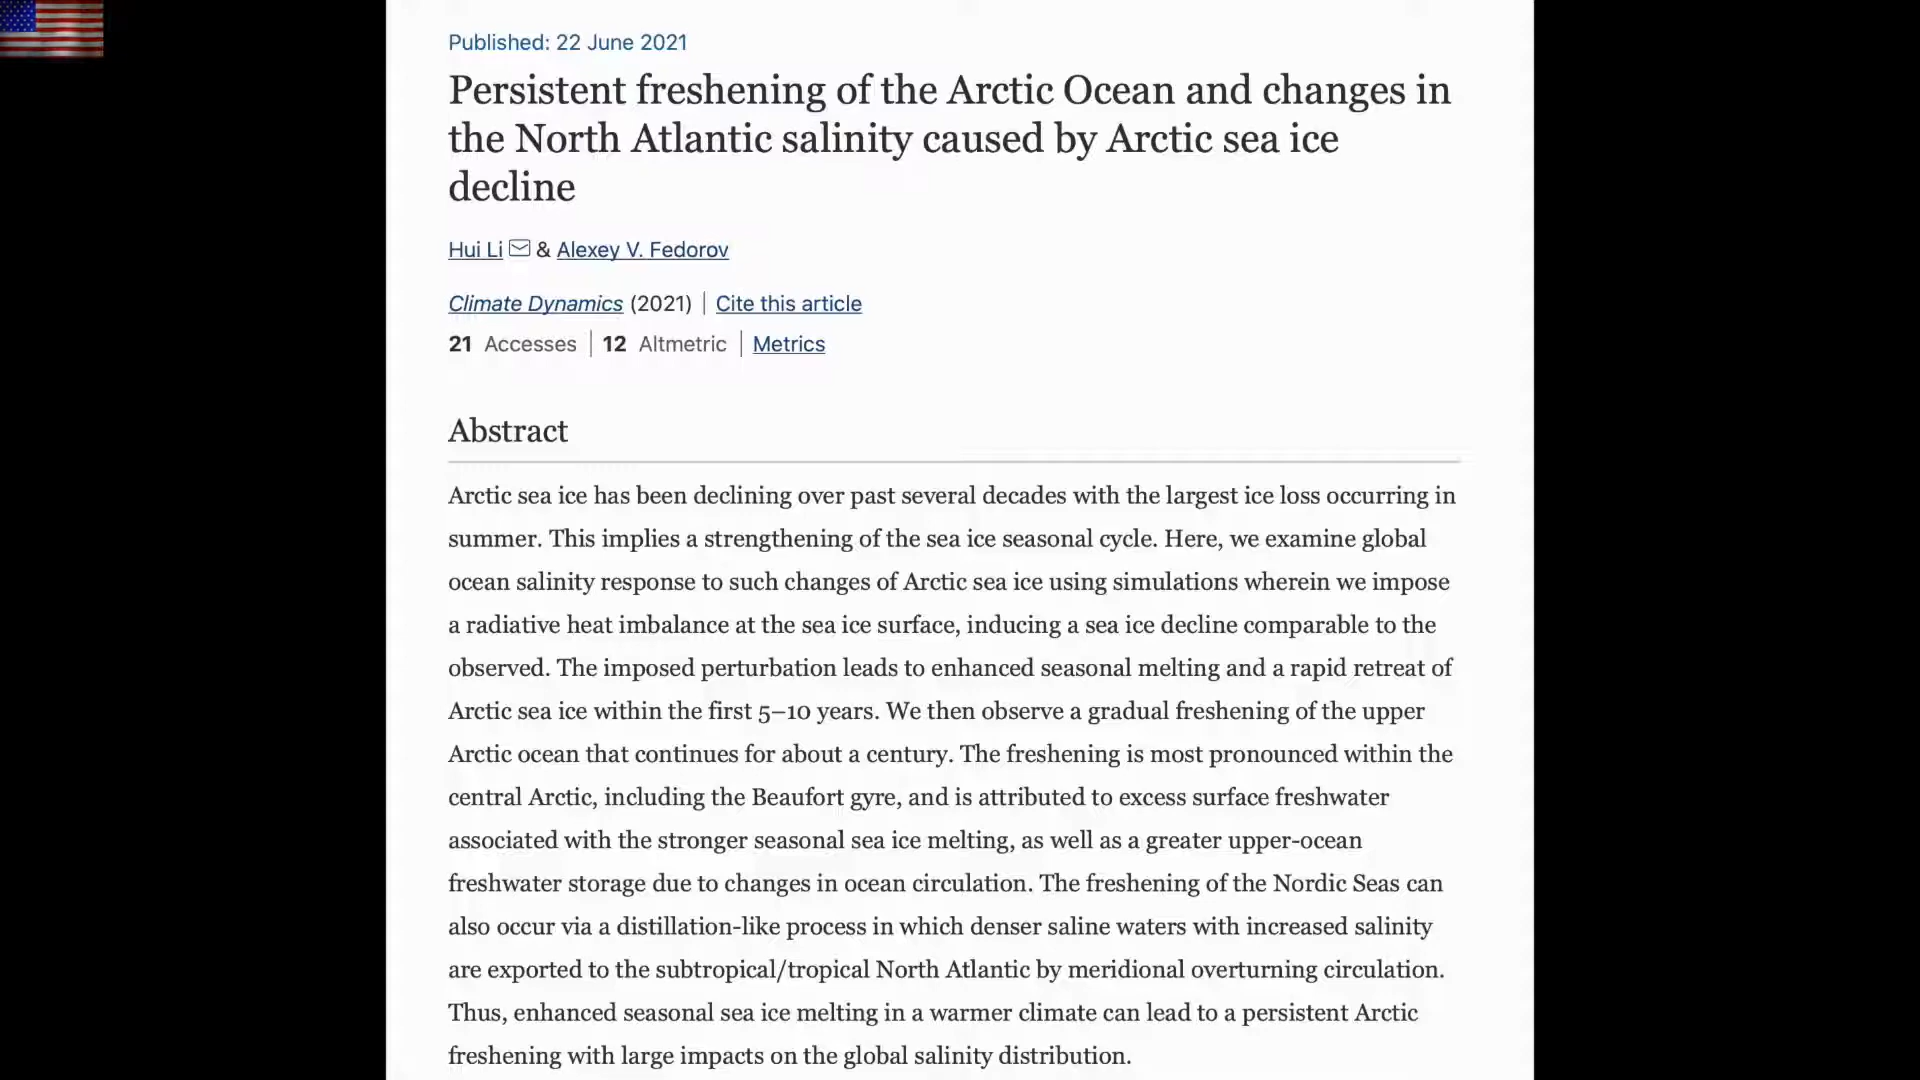 Published: 22 June 2021
Persistent freshening of the Arctic Ocean and changes in
the North Atlantic salinity caused by Arctic sea ice
decline
Hui Li & Alexey V. Fedorov
Climate Dynamics (2021) | Cite this article
21 Accesses | 12 Altmetric | Metrics
Abstract
Arctic sea ice has been declining over past several decades with the largest ice loss occurring in
summer. This implies a strengthening of the sea ice seasonal cycle. Here, we examine global
ocean salinity response to such changes of Arctic sea ice using simulations wherein we impose
a radiative heat imbalance at the sea ice surface, inducing a sea ice decline comparable to the
observed. The imposed perturbation leads to enhanced seasonal melting and a rapid retreat of
Arctic sea ice within the first 5–10 years. We then observe a gradual freshening of the upper
Arctic ocean that continues for about a century. The freshening is most pronounced within the
central Arctic, including the Beaufort gyre, and is attributed to excess surface freshwater
associated with the stronger seasonal sea ice melting, as well as a greater upper-ocean
freshwater storage due to changes in ocean circulation. The freshening of the Nordic Seas can
also occur via a distillation-like process in which denser saline waters with increased salinity
are exported to the subtropical/tropical North Atlantic by meridional overturning circulation.
Thus, enhanced seasonal sea ice melting in a warmer climate can lead to a persistent Arctic
freshening with large impacts on the global salinity distribution.